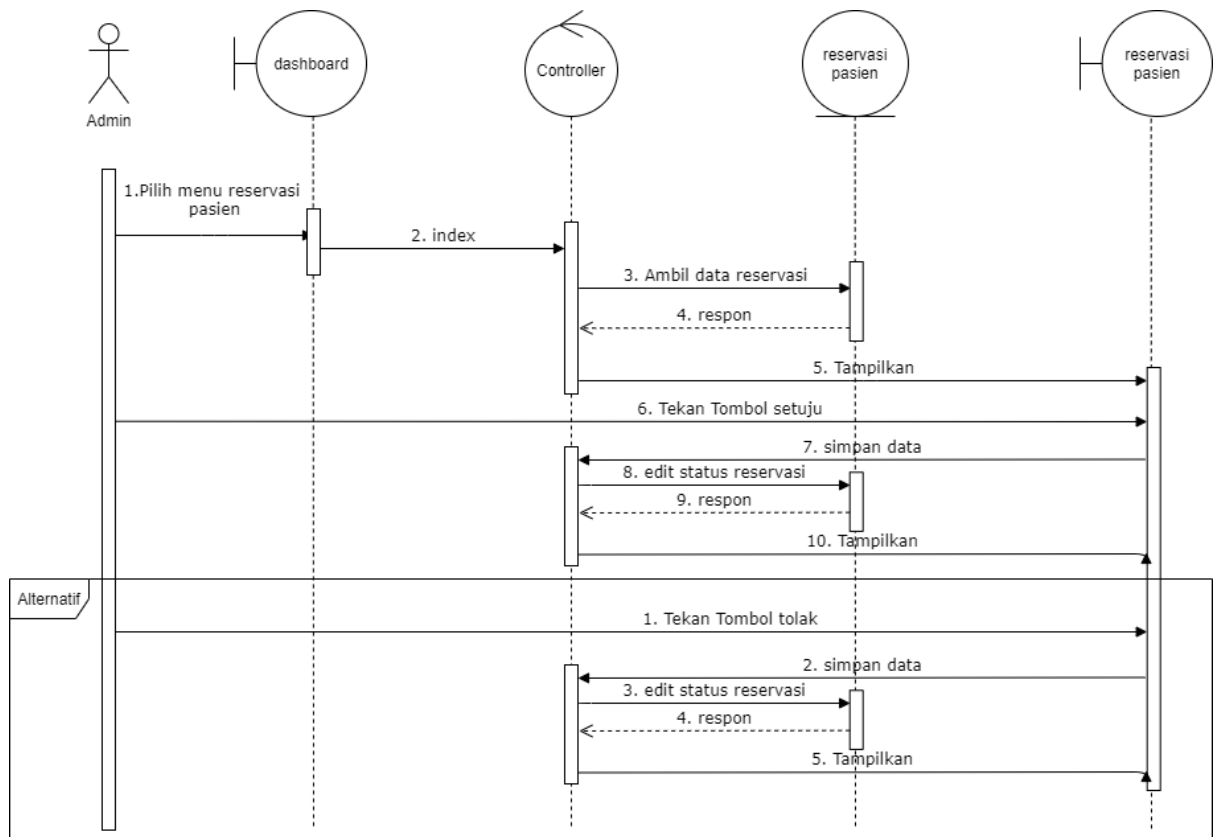 dashboard
Controller
reservasi
pasien
reservasi
pasien
Admin
1.Pilih menu reservasi
pasien
2. index
3. Ambil data reservasi
4. respon
5. Tampilkan
6. Tekan Tombol setuju
7. simpan data
8. edit status reservasi
9. respon
10. Tampilkan
Alternatif
1. Tekan Tombol tolak
2. simpan data
3. edit status reservasi
4. respon
5. Tampilkan